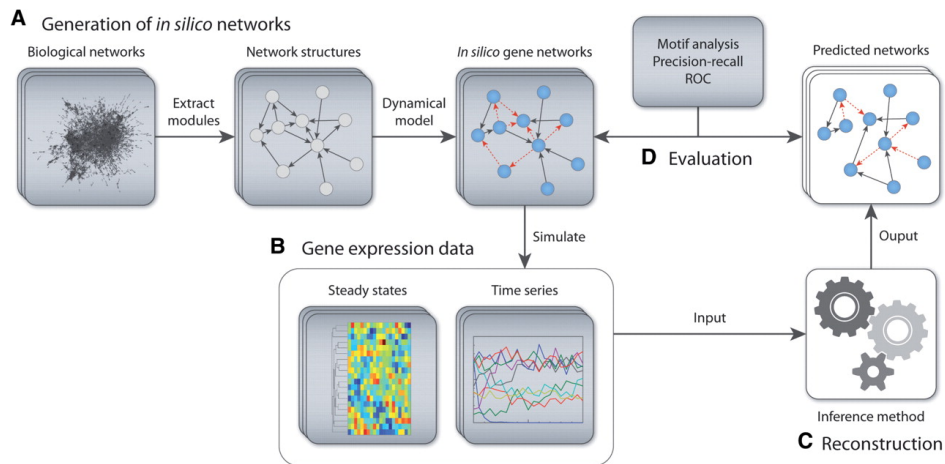 A Generation of in silico networks
Biological networks
Network structures
In silico gene networks
Motif analysis
Precision-recall
ROC
Predicted networks
Extract
modules
Dynamical
model
D Evaluation
Simulate
Ouput
B Gene expression data
Steady states
Time series
Input
Inference method
C Reconstruction